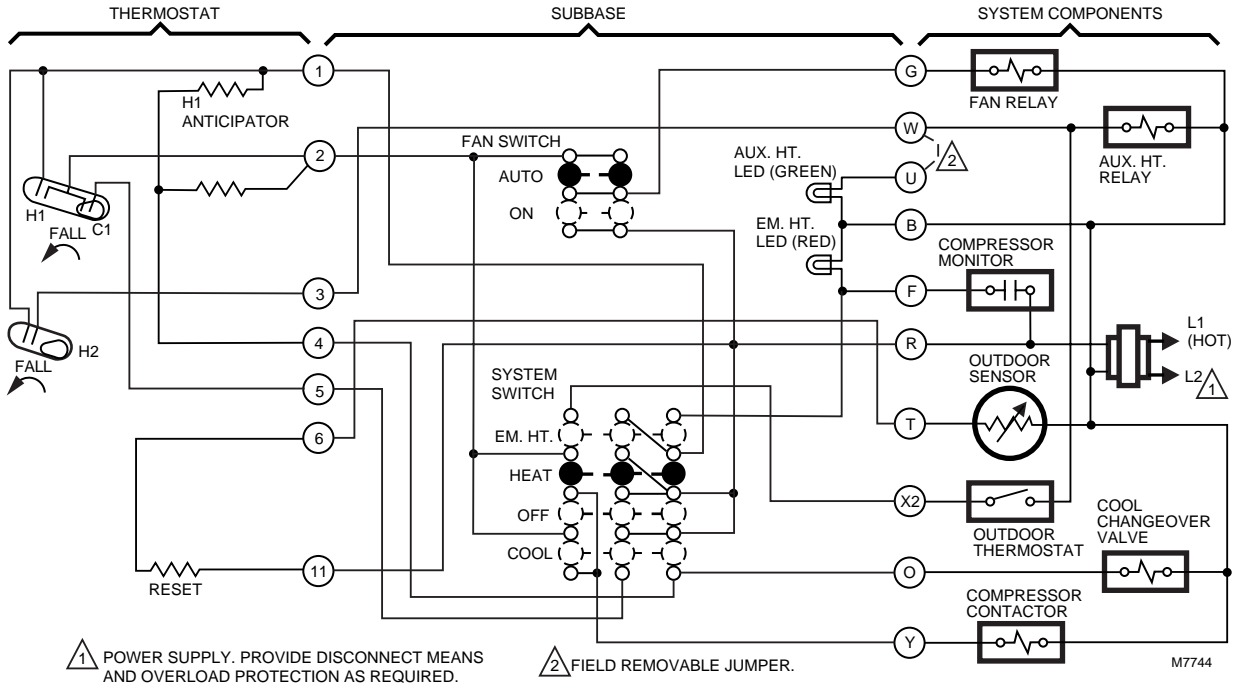 THERMOSTAT
SUBBASE
SYSTEM COMPONENTS
1
G
FAN RELAY
H1
ANTICIPATOR
2
FAN SWITCH
AUTO
ON
W
2
AUX. HT.
RELAY
AUX. HT.
LED (GREEN)
U
H1
C1
FALL
B
EM. HT.
LED (RED)
COMPRESSOR
MONITOR
3
F
H2
FALL
4
R
L1
(HOT)
L2
1
5
SYSTEM
SWITCH
OUTDOOR
SENSOR
6
T
EM. HT.
HEAT
OFF
COOL
X2
OUTDOOR
THERMOSTAT
COOL
CHANGEOVER
VALVE
RESET
11
O
COMPRESSOR
CONTACTOR
Y
1
POWER SUPPLY. PROVIDE DISCONNECT MEANS
AND OVERLOAD PROTECTION AS REQUIRED.
2
FIELD REMOVABLE JUMPER.
M7744